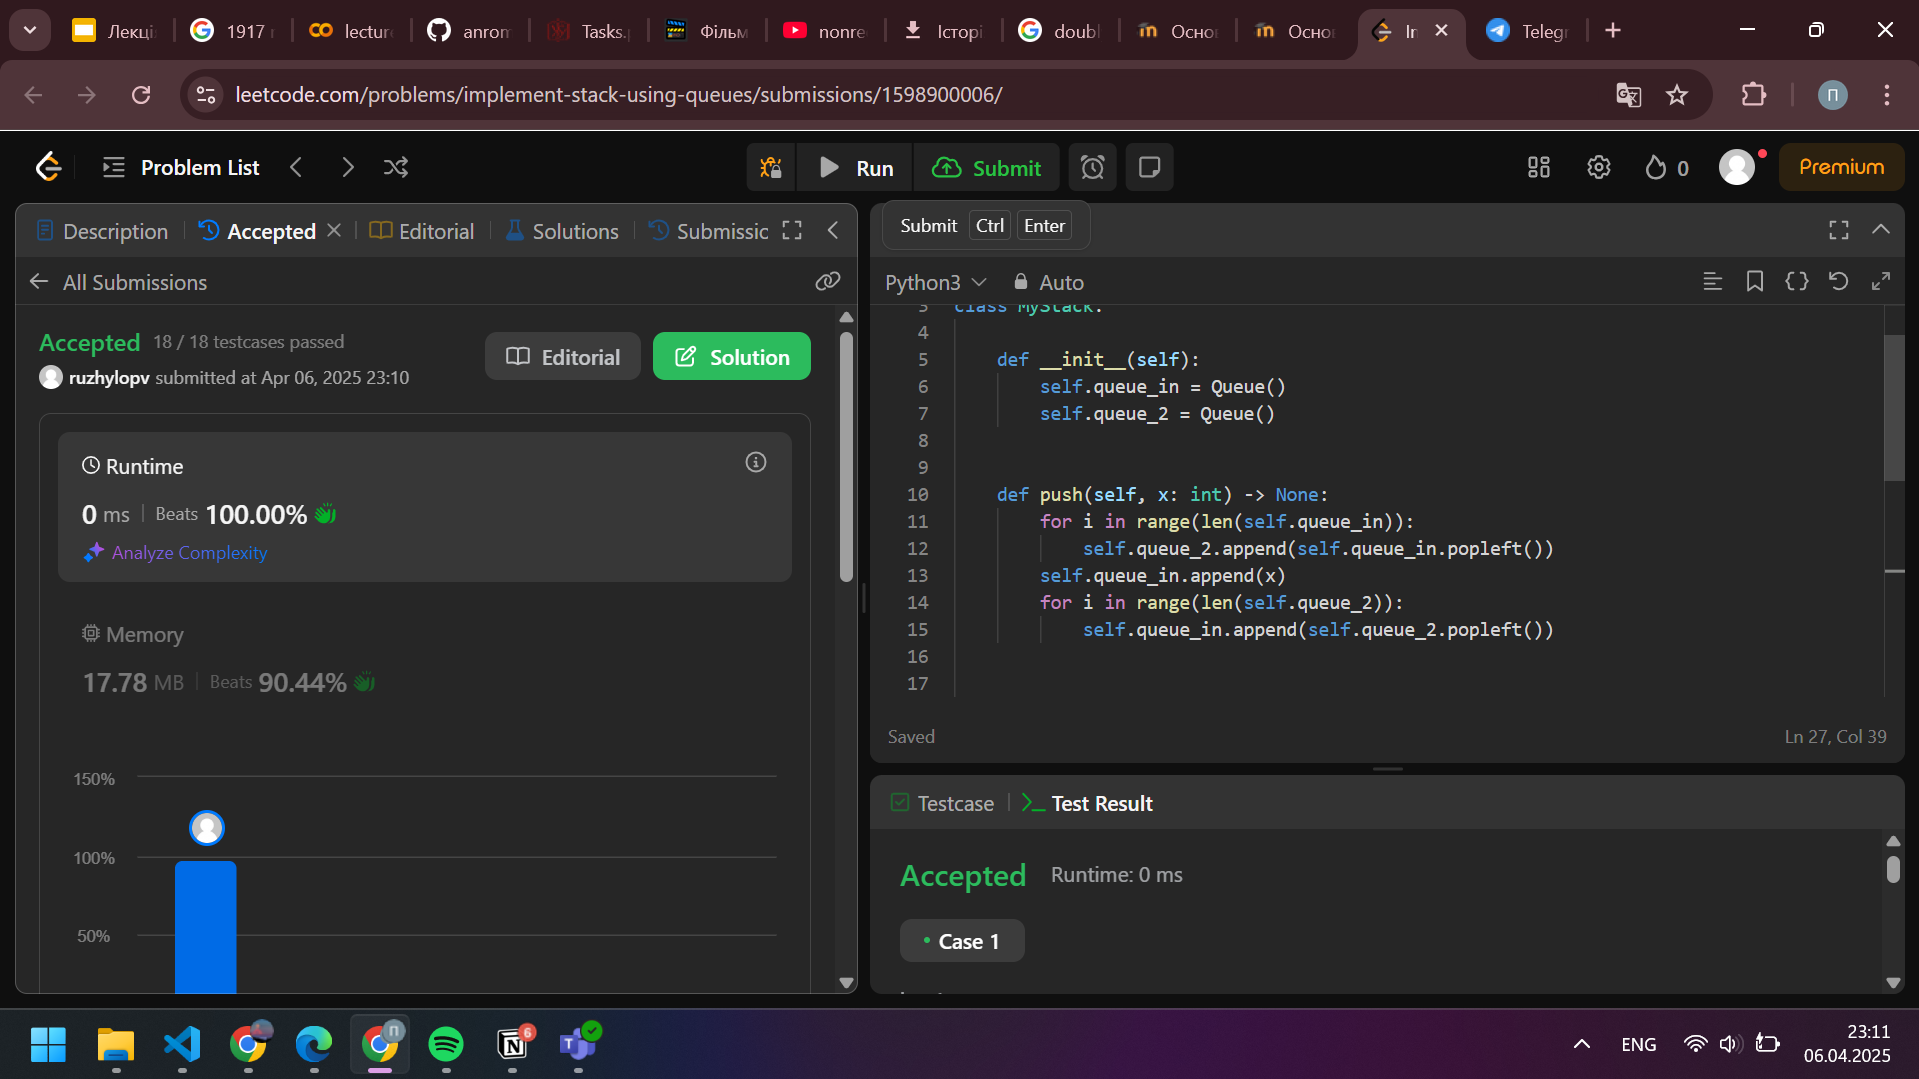 Лекці
1917 г
lecture
anrom
Tasks.
Фільм
nonre
Історі
doubl
Осно
Осно
Telegr
leetcode.com/problems/implement-stack-using-queues/submissions/1598900006/
П
Problem List
Run
Submit
0
Premium
Description
Accepted
Editorial
Solutions
Submissic
Submit Ctrl Enter
All Submissions
Python3
Auto
Accepted 18 / 18 testcases passed
ruzhylopv submitted at Apr 06, 2025 23:10
Editorial
Solution
Runtime
0 ms Beats 100.00%
Analyze Complexity
Memory
17.78 MB Beats 90.44%
150%
100%
50%
3 class MyStack:
4
5 def __init__(self):
6 self.queue_in = Queue()
7 self.queue_2 = Queue()
8
9
10 def push(self, x: int) -> None:
11 for i in range(len(self.queue_in)):
12 self.queue_2.append(self.queue_in.popleft())
13 self.queue_in.append(x)
14 for i in range(len(self.queue_2)):
15 self.queue_in.append(self.queue_2.popleft())
16
17
Saved
Ln 27, Col 39
Testcase
Test Result
Accepted Runtime: 0 ms
Case 1
П
6
ENG
23:11
06.04.2025